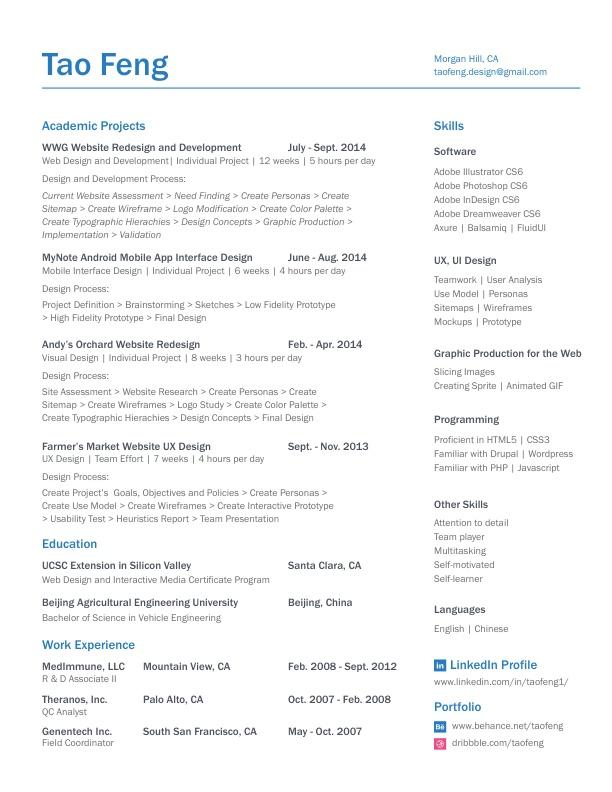 Tao Feng
Morgan Hill, CA
taofeng.design@gmail.com
Academic Projects
WWG Website Redesign and Development July - Sept. 2014
Web Design and Development| Individual Project | 12 weeks | 5 hours per day
Design and Development Process:
Current Website Assessment > Need Finding > Create Personas > Create
Sitemap > Create Wireframe > Logo Modification > Create Color Palette >
Create Typographic Hierachies > Design Concepts > Graphic Production >
Implementation > Validation
MyNote Android Mobile App Interface Design June - Aug. 2014
Mobile Interface Design | Individual Project | 6 weeks | 4 hours per day
Design Process:
Project Definition > Brainstorming > Sketches > Low Fidelity Prototype
> High Fidelity Prototype > Final Design
Andy's Orchard Website Redesign Feb. - Apr. 2014
Visual Design | Individual Project | 8 weeks | 3 hours per day
Design Process:
Site Assessment > Website Research > Create Personas > Create
Sitemap > Create Wireframes > Logo Study > Create Color Palette >
Create Typographic Hierachies > Design Concepts > Final Design
Farmer's Market Website UX Design Sept. - Nov. 2013
UX Design | Team Effort | 7 weeks | 4 hours per day
Design Process:
Create Project's Goals, Objectives and Policies > Create Personas >
Create Use Model > Create Wireframes > Create Interactive Prototype
> Usability Test > Heuristics Report > Team Presentation
Education
UCSC Extension in Silicon Valley Santa Clara, CA
Web Design and Interactive Media Certificate Program
Beijing Agricultural Engineering University Beijing, China
Bachelor of Science in Vehicle Engineering
Work Experience
MedImmune, LLC Mountain View, CA Feb. 2008 - Sept. 2012
R & D Associate II
Theranos, Inc. Palo Alto, CA Oct. 2007 - Feb. 2008
QC Analyst
Genentech Inc. South San Francisco, CA May - Oct. 2007
Field Coordinator
Skills
Software
Adobe Illustrator CS6
Adobe Photoshop CS6
Adobe InDesign CS6
Adobe Dreamweaver CS6
Axure | Balsamiq | FluidUI
UX, UI Design
Teamwork | User Analysis
Use Model | Personas
Sitemaps | Wireframes
Mockups | Prototype
Graphic Production for the Web
Slicing Images
Creating Sprite | Animated GIF
Programming
Proficient in HTML5 | CSS3
Familiar with Drupal | Wordpress
Familiar with PHP | Javascript
Other Skills
Attention to detail
Team player
Multitasking
Self-motivated
Self-learner
Languages
English | Chinese
in LinkedIn Profile
www.linkedin.com/in/taofeng1/
Portfolio
Bē www.behance.net/taofeng
dribbble.com/taofeng